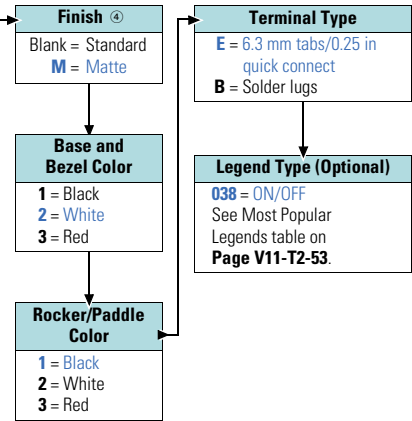 Finish ④
Blank = Standard
M = Matte
Base and
Bezel Color
1 = Black
2 = White
3 = Red
Rocker/Paddle
Color
1 = Black
2 = White
3 = Red
Terminal Type
E = 6.3 mm tabs/0.25 in
quick connect
B = Solder lugs
Legend Type (Optional)
038 = ON/OFF
See Most Popular
Legends table on
Page V11-T2-53.